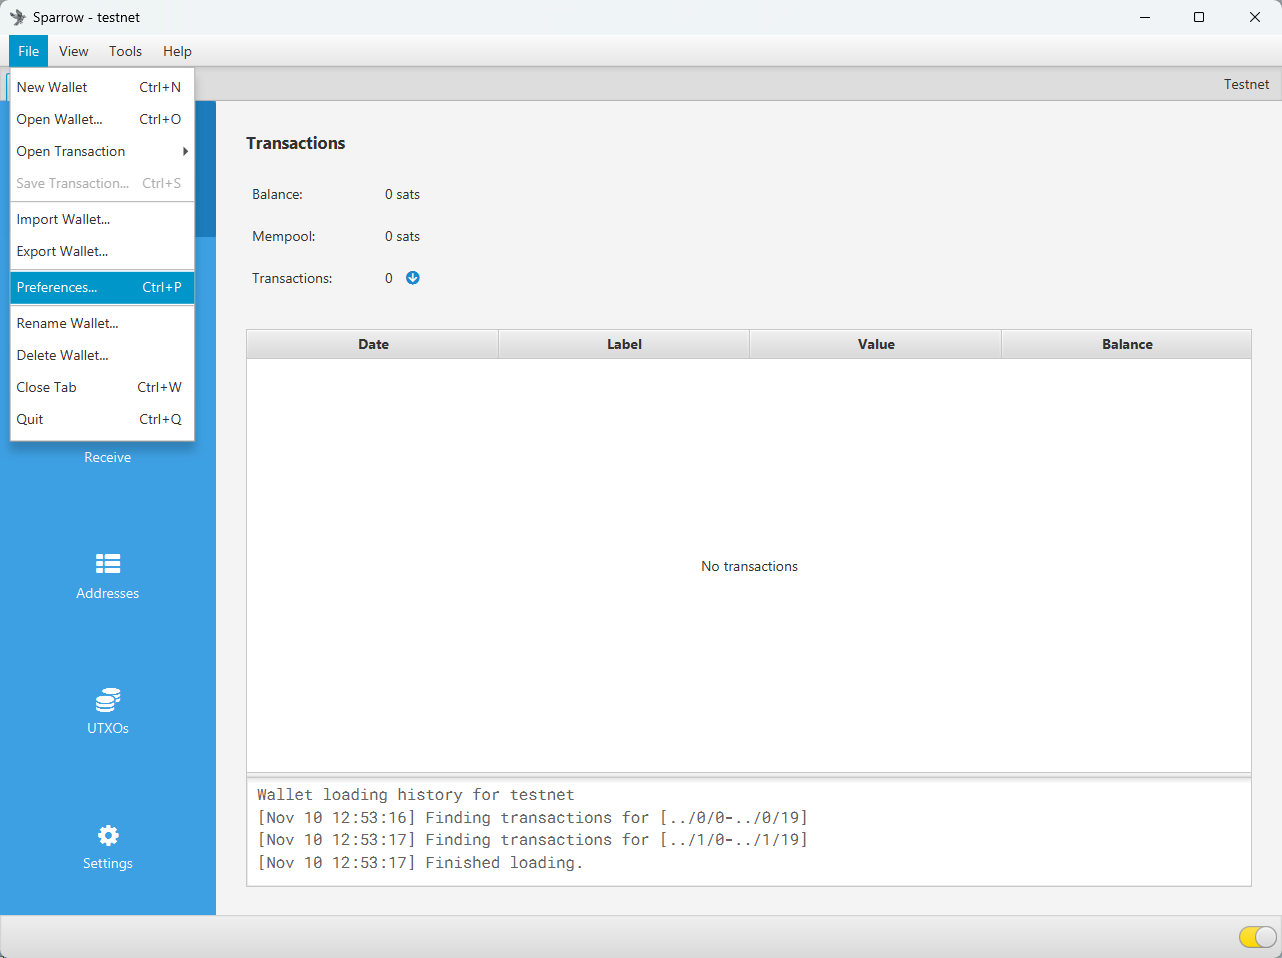 Sparrow - testnet
File View Tools Help
Testnet
New Wallet Ctrl+N
Open Wallet... Ctrl+O
Open Transaction
Save Transaction... Ctrl+S
Import Wallet...
Export Wallet...
Preferences... Ctrl+P
Rename Wallet...
Delete Wallet...
Close Tab Ctrl+W
Quit Ctrl+Q
Receive
Addresses
UTXOs
Settings
Transactions
Balance: 0 sats
Mempool: 0 sats
Transactions: 0
Date Label Value Balance
No transactions
Wallet loading history for testnet
[Nov 10 12:53:16] Finding transactions for [../0/0-../0/19]
[Nov 10 12:53:17] Finding transactions for [../1/0-../1/19]
[Nov 10 12:53:17] Finished loading.